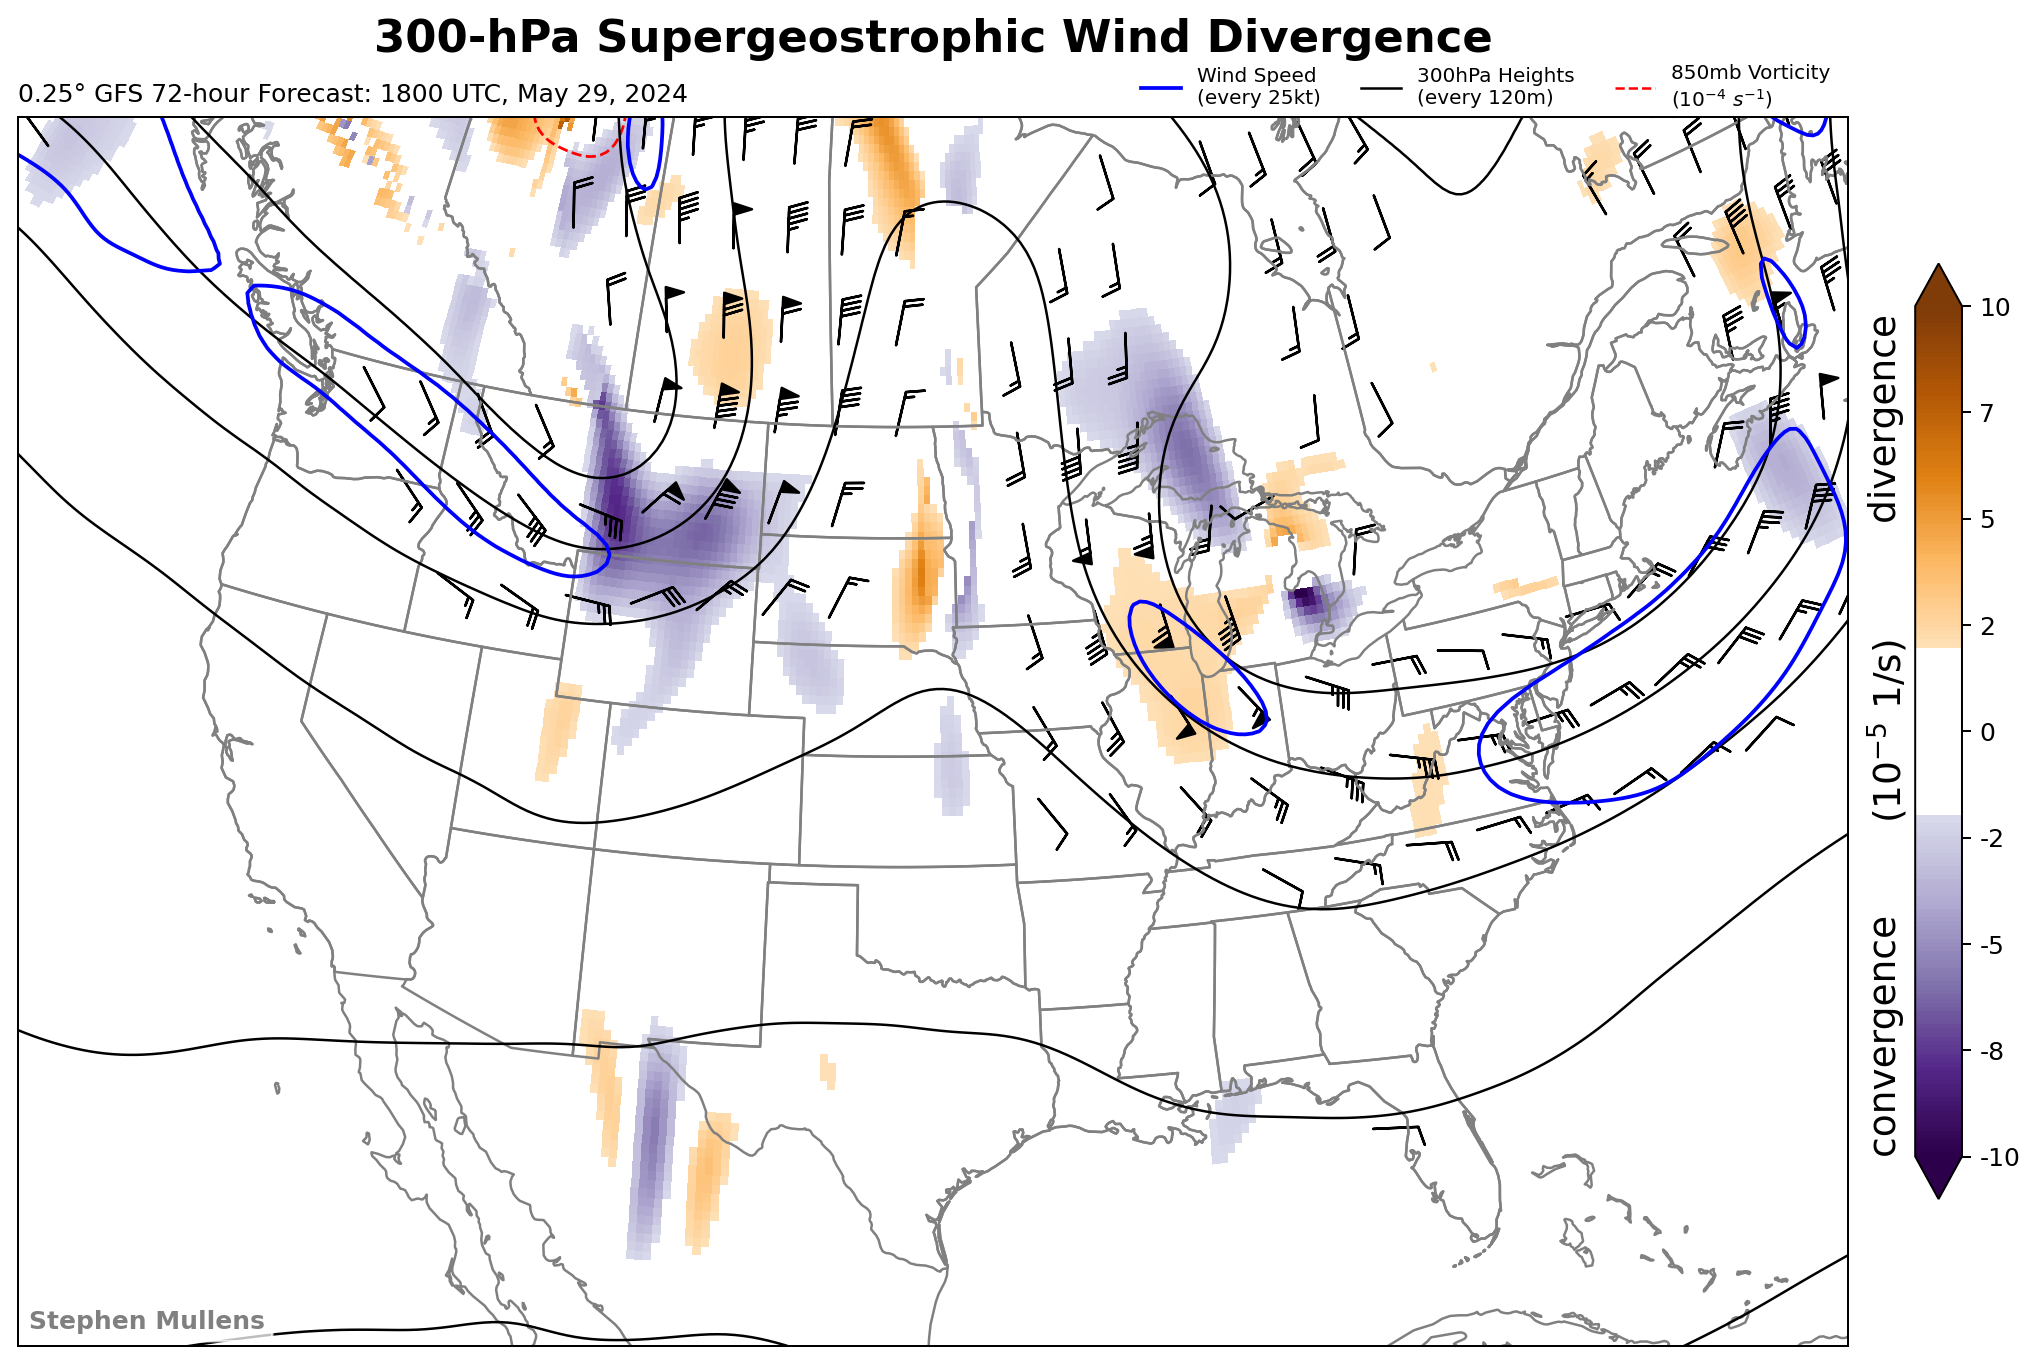 300-hPa Supergeostrophic Wind Divergence
0.25° GFS 72-hour Forecast: 1800 UTC, May 29, 2024
Wind Speed
(every 25kt)
300hPa Heights
(every 120m)
850mb Vorticity
(10⁻⁴ s⁻¹)
10
7
5
2
0
-2
-5
-8
-10
convergence (10⁻⁵ 1/s) divergence
Stephen Mullens